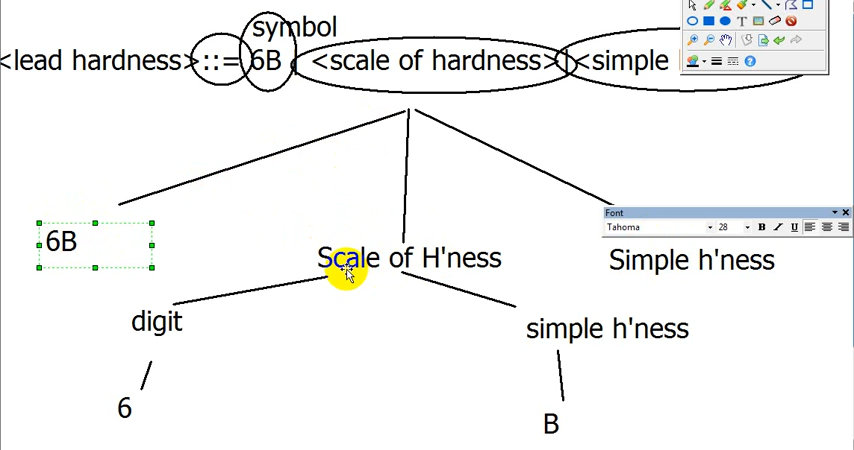 symbol
<lead hardness>::= 6B | <scale of hardness>|<simple
6B
Font
Tahoma 28 B I U
Scale of H'ness
Simple h'ness
digit
simple h'ness
6
B